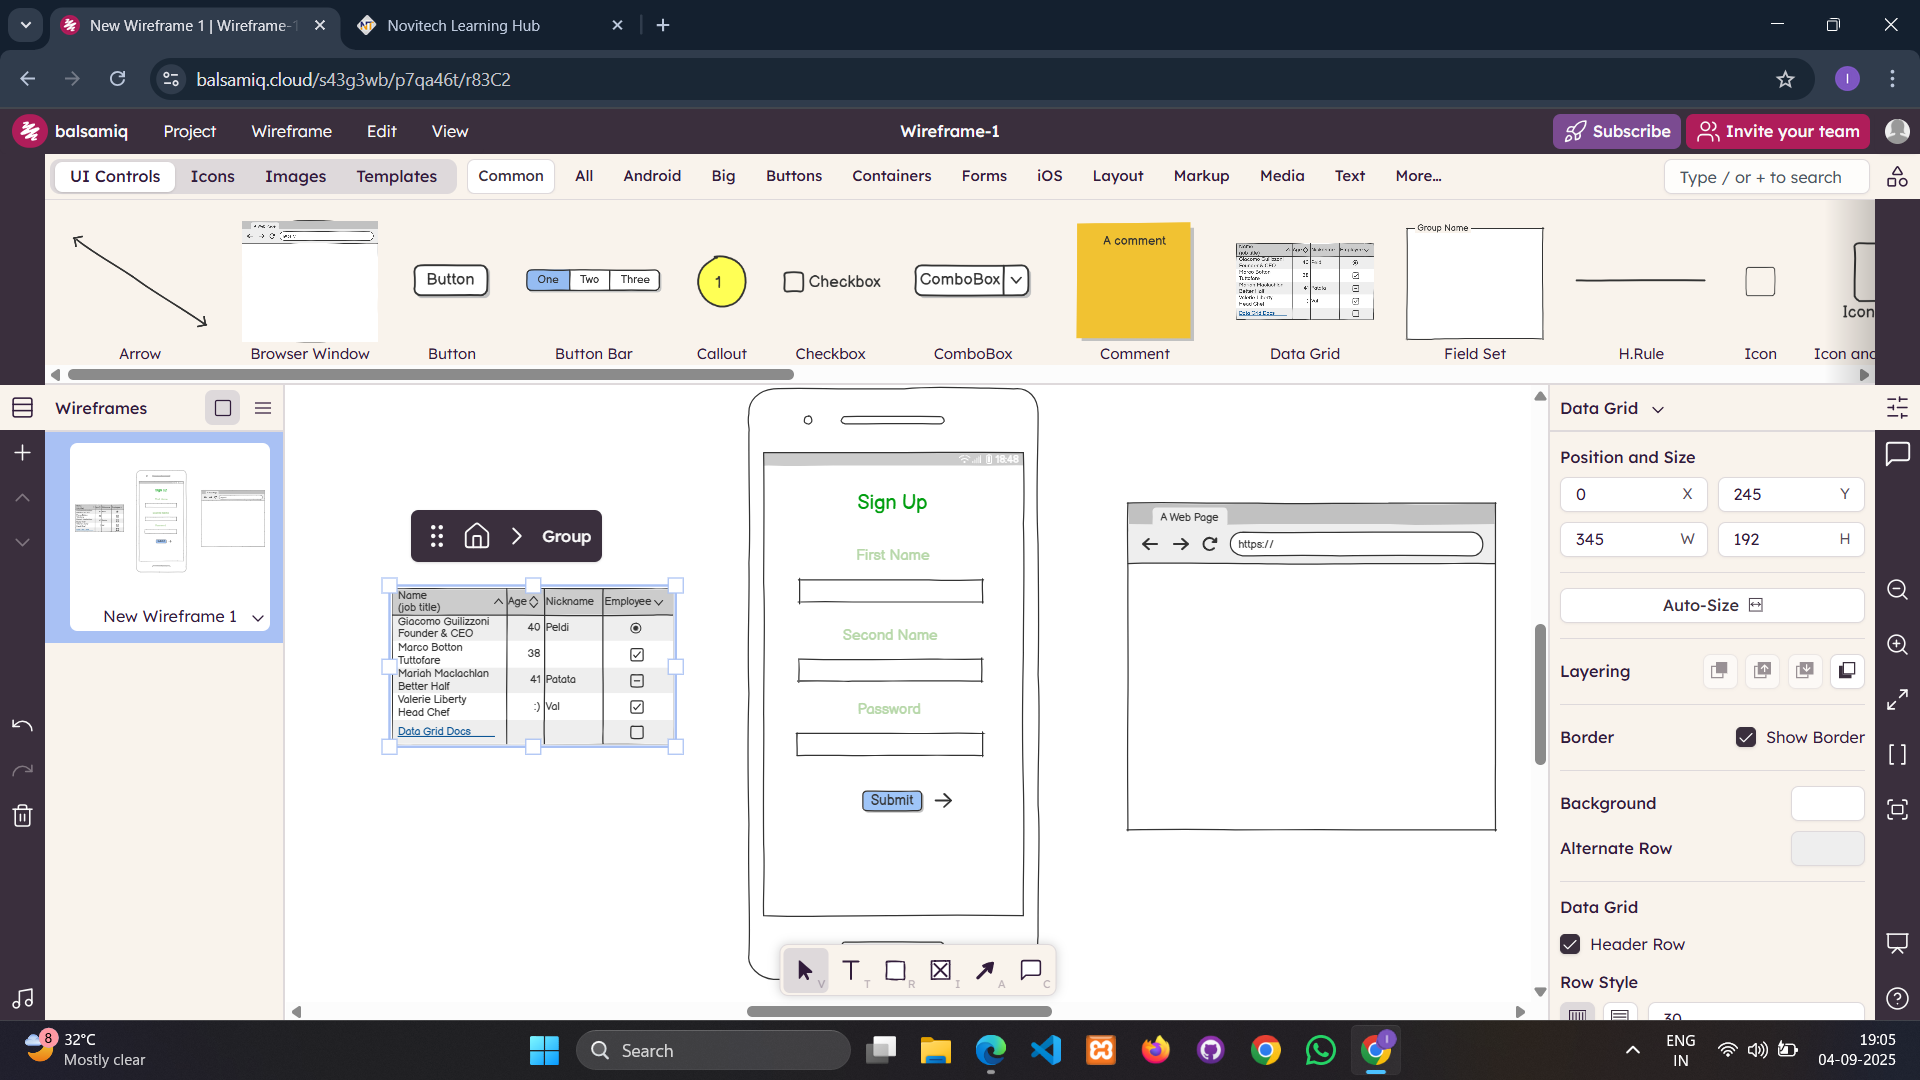 New Wireframe 1 | Wireframe-1
Novitech Learning Hub
balsamiq.cloud/s43g3wb/p7qa46t/r83C2
I
balsamiq
Project
Wireframe
Edit
View
Wireframe-1
Subscribe
Invite your team
UI Controls
Icons
Images
Templates
Common
All
Android
Big
Buttons
Containers
Forms
iOS
Layout
Markup
Media
Text
More...
Type / or + to search
Button
One
Two
Three
1
Checkbox
ComboBox
A comment
Group Name
Icon
Arrow
Browser Window
Button
Button Bar
Callout
Checkbox
ComboBox
Comment
Data Grid
Field Set
H.Rule
Icon
Icon and
Wireframes
New Wireframe 1
Group
Name
(job title)
Age
Nickname
Employee
Giacomo Guilizzoni
Founder & CEO
40
Peldi
Marco Botton
Tuttofare
38
Mariah Maclachlan
Better Half
41
Patata
Valerie Liberty
Head Chef
:)
Val
Data Grid Docs
18:48
Sign Up
First Name
Second Name
Password
Submit
A Web Page
https://
V
T
R
I
A
C
Data Grid
Position and Size
0 X
245 Y
345 W
192 H
Auto-Size
Layering
Border
Show Border
Background
Alternate Row
Data Grid
Header Row
Row Style
30
8
32°C
Mostly clear
Search
ENG
IN
19:05
04-09-2025